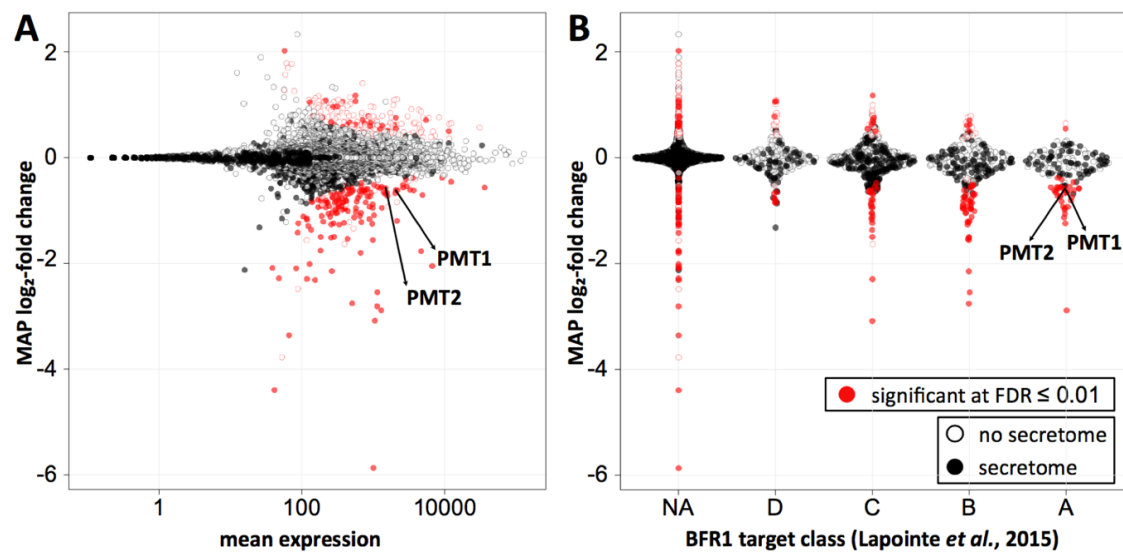 A
MAP log₂-fold change
2
0
-2
-4
-6
PMT1
PMT2
1
100
10000
mean expression
B
MAP log₂-fold change
2
0
-2
-4
-6
PMT1
PMT2
significant at FDR ≤ 0.01
no secretome
secretome
NA
D
C
B
A
BFR1 target class (Lapointe et al., 2015)